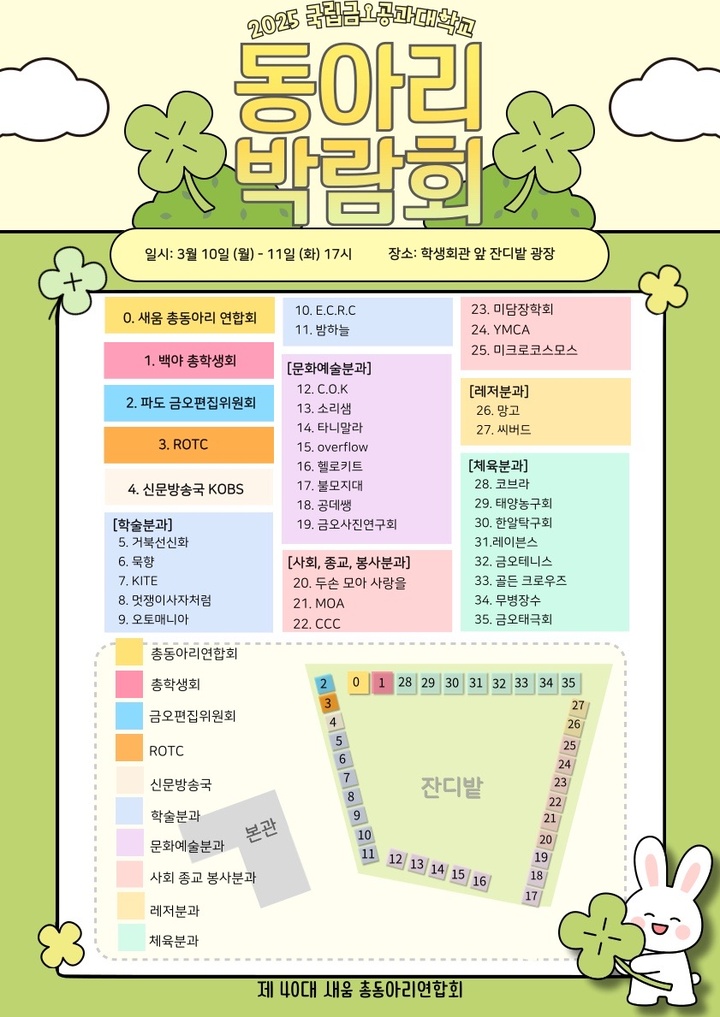 2025 국립금오공과대학교
동아리
박람회
일시: 3월 10일 (월) - 11일 (화) 17시
장소: 학생회관 앞 잔디밭 광장
0. 새움 총동아리 연합회
1. 백야 총학생회
2. 파도 금오편집위원회
3. ROTC
4. 신문방송국 KOBS
[학술분과]
5. 거북선신화
6. 묵향
7. KITE
8. 멋쟁이사자처럼
9. 오토매니아
10. E.C.R.C
11. 밤하늘
[문화예술분과]
12. C.O.K
13. 소리샘
14. 타니말라
15. overflow
16. 헬로키트
17. 불모지대
18. 공데쌩
19. 금오사진연구회
[사회, 종교, 봉사분과]
20. 두손 모아 사랑을
21. MOA
22. CCC
23. 미담장학회
24. YMCA
25. 미크로코스모스
[레저분과]
26. 망고
27. 씨버드
[체육분과]
28. 코브라
29. 태양농구회
30. 한알탁구회
31.레이븐스
32. 금오테니스
33. 골든 크로우즈
34. 무병장수
35. 금오태극회
총동아리연합회
총학생회
금오편집위원회
ROTC
신문방송국
학술분과
문화예술분과
사회 종교 봉사분과
레저분과
체육분과
본관
잔디밭
2
0 1 28 29 30 31 32 33 34 35
3
4
5
6
7
8
9
10
11
12 13 14 15 16
27
26
25
24
23
22
21
20
19
18
17
제 40대 새움 총동아리연합회